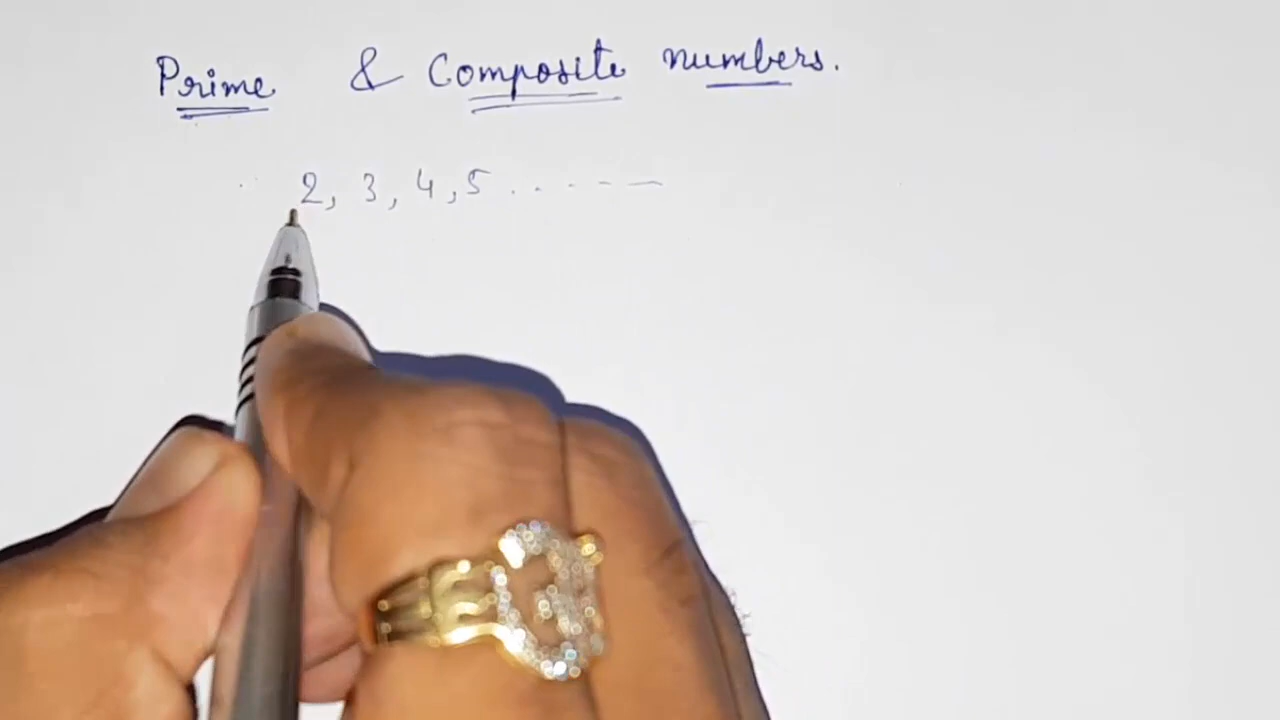 Prime & Composite numbers.
2, 3, 4, 5 . . . - - —